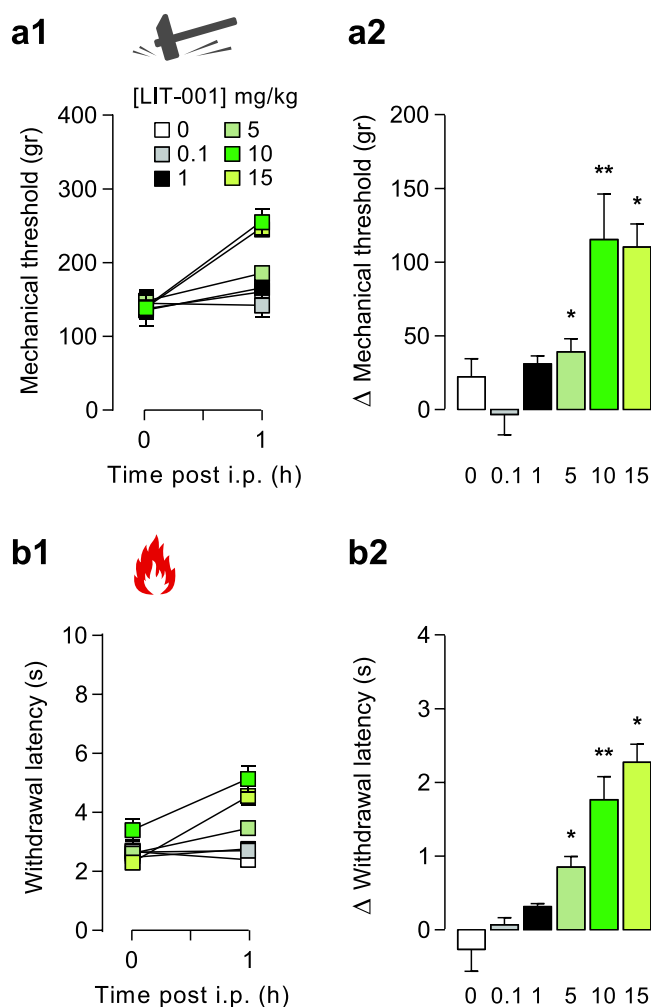 a1
[LIT-001] mg/kg
0 5
0.1 10
1 15
Mechanical threshold (gr)
400
300
200
100
0
0 1
Time post i.p. (h)
a2
Δ Mechanical threshold (gr)
200
150
100
50
0
* ** *
0 0.1 1 5 10 15
b1
Withdrawal latency (s)
10
8
6
4
2
0
0 1
Time post i.p. (h)
b2
Δ Withdrawal latency (s)
4
3
2
1
0
* ** *
0 0.1 1 5 10 15